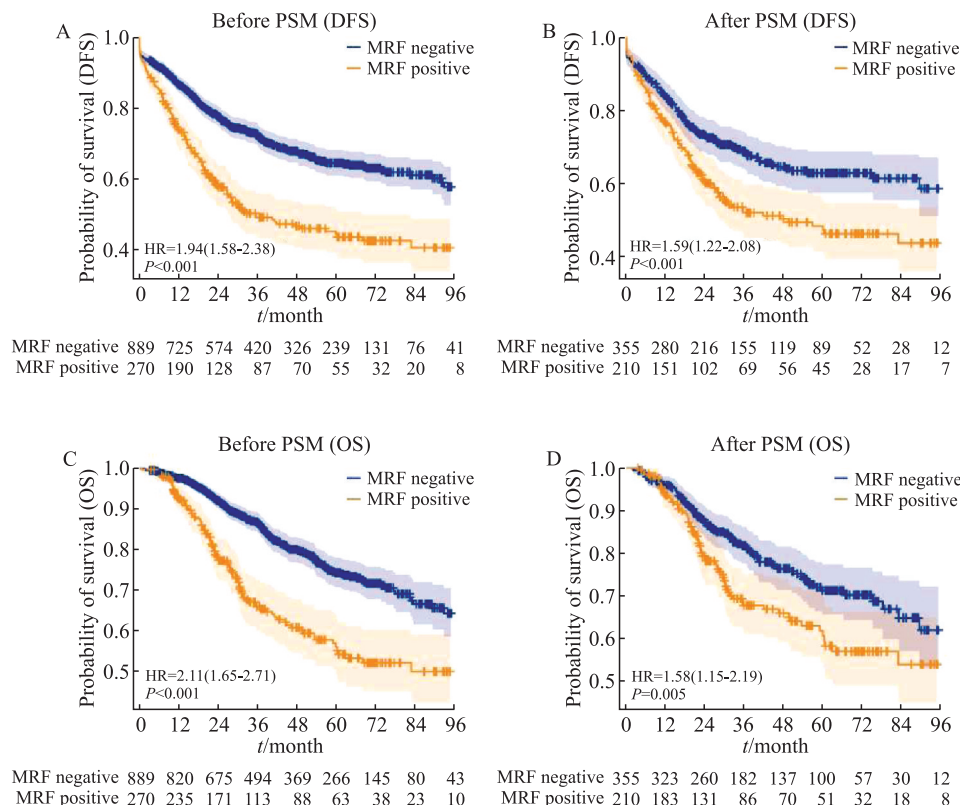 A
Before PSM (DFS)
MRF negative
MRF positive
Probability of survival (DFS)
1.0
0.8
0.6
0.4
HR=1.94(1.58-2.38)
P<0.001
0 12 24 36 48 60 72 84 96
t/month
MRF negative 889 725 574 420 326 239 131 76 41
MRF positive 270 190 128 87 70 55 32 20 8
B
After PSM (DFS)
MRF negative
MRF positive
Probability of survival (DFS)
1.0
0.8
0.6
0.4
HR=1.59(1.22-2.08)
P<0.001
0 12 24 36 48 60 72 84 96
t/month
MRF negative 355 280 216 155 119 89 52 28 12
MRF positive 210 151 102 69 56 45 28 17 7
C
Before PSM (OS)
MRF negative
MRF positive
Probability of survival (OS)
1.0
0.9
0.8
0.7
0.6
0.5
HR=2.11(1.65-2.71)
P<0.001
0 12 24 36 48 60 72 84 96
t/month
MRF negative 889 820 675 494 369 266 145 80 43
MRF positive 270 235 171 113 88 63 38 23 10
D
After PSM (OS)
MRF negative
MRF positive
Probability of survival (OS)
1.0
0.9
0.8
0.7
0.6
0.5
HR=1.58(1.15-2.19)
P=0.005
0 12 24 36 48 60 72 84 96
t/month
MRF negative 355 323 260 182 137 100 57 30 12
MRF positive 210 183 131 86 70 51 32 18 8